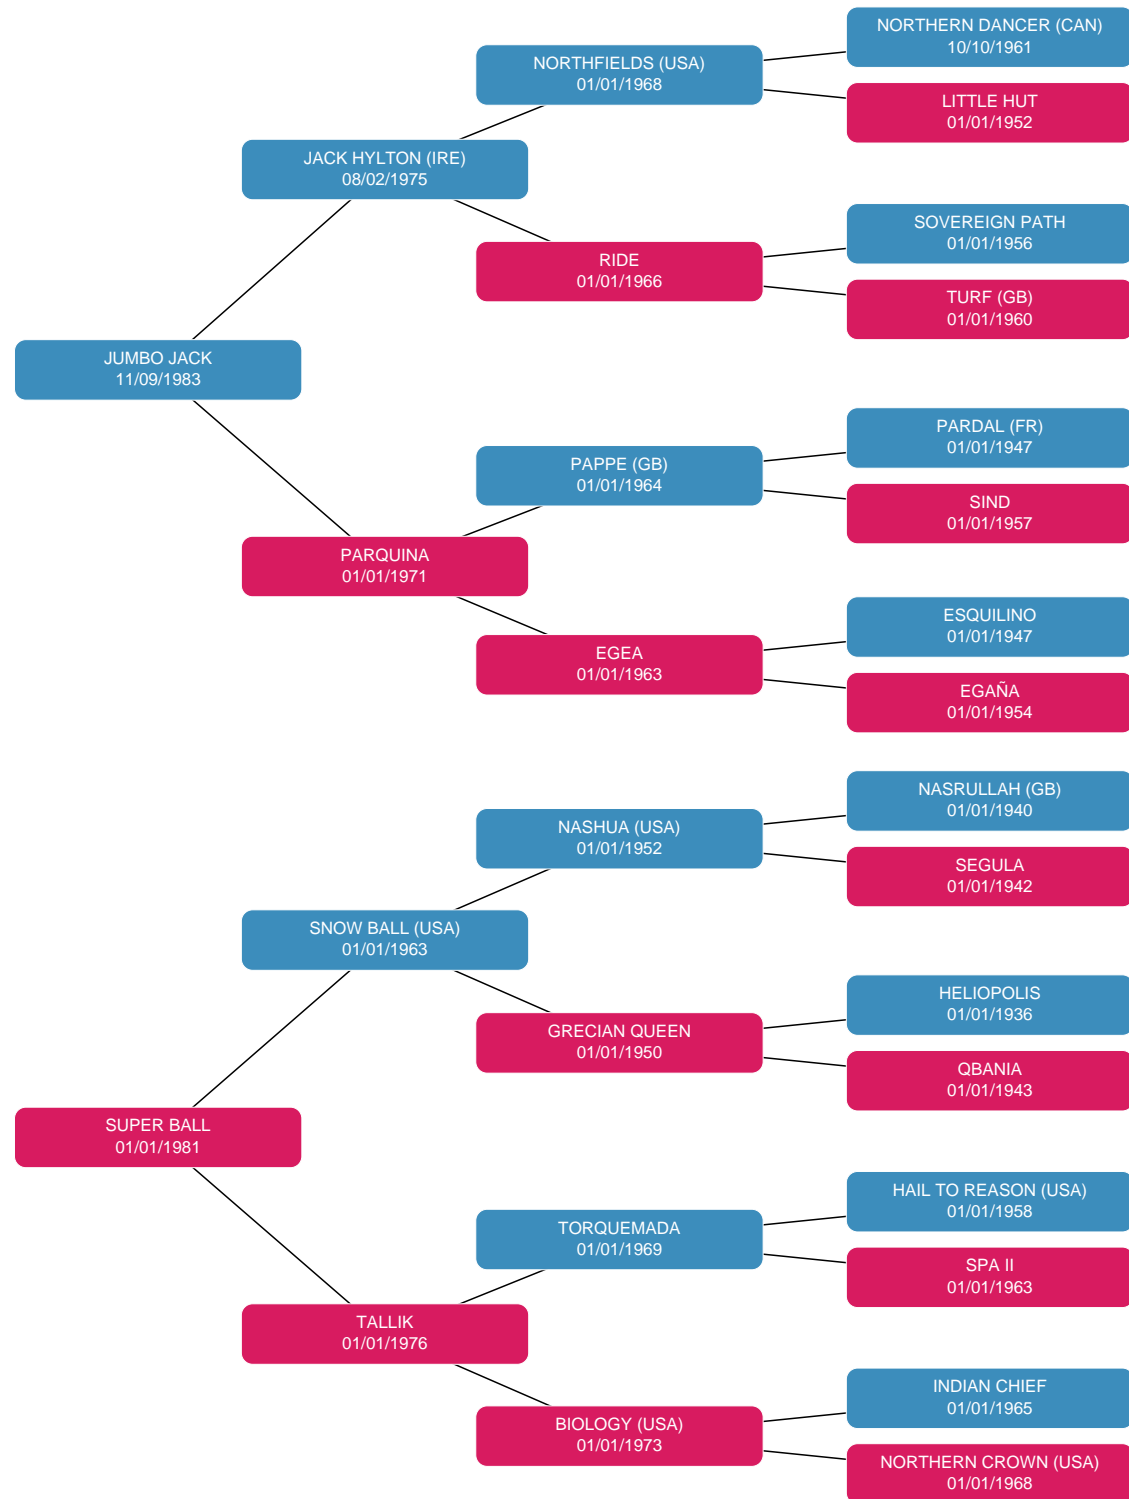 NORTHERN DANCER (CAN)
10/10/1961
NORTHFIELDS (USA)
01/01/1968
LITTLE HUT
01/01/1952
JACK HYLTON (IRE)
08/02/1975
SOVEREIGN PATH
01/01/1956
RIDE
01/01/1966
TURF (GB)
01/01/1960
JUMBO JACK
11/09/1983
PARDAL (FR)
01/01/1947
PAPPE (GB)
01/01/1964
SIND
01/01/1957
PARQUINA
01/01/1971
ESQUILINO
01/01/1947
EGEA
01/01/1963
EGAÑA
01/01/1954
NASRULLAH (GB)
01/01/1940
NASHUA (USA)
01/01/1952
SEGULA
01/01/1942
SNOW BALL (USA)
01/01/1963
HELIOPOLIS
01/01/1936
GRECIAN QUEEN
01/01/1950
QBANIA
01/01/1943
SUPER BALL
01/01/1981
HAIL TO REASON (USA)
01/01/1958
TORQUEMADA
01/01/1969
SPA II
01/01/1963
TALLIK
01/01/1976
INDIAN CHIEF
01/01/1965
BIOLOGY (USA)
01/01/1973
NORTHERN CROWN (USA)
01/01/1968